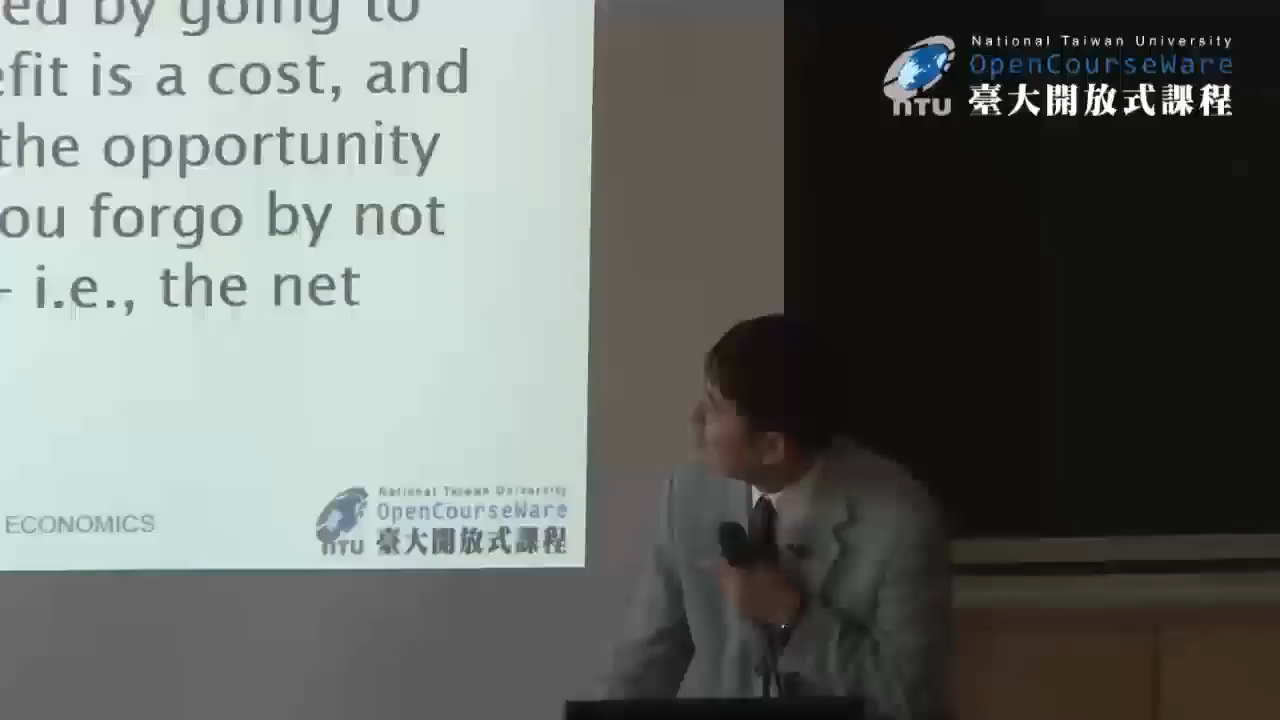 ed by going to
efit is a cost, and
the opportunity
ou forgo by not
- i.e., the net
ECONOMICS
National Taiwan University
OpenCourseWare
NTU
臺大開放式課程
National Taiwan University
OpenCourseWare
NTU
臺大開放式課程